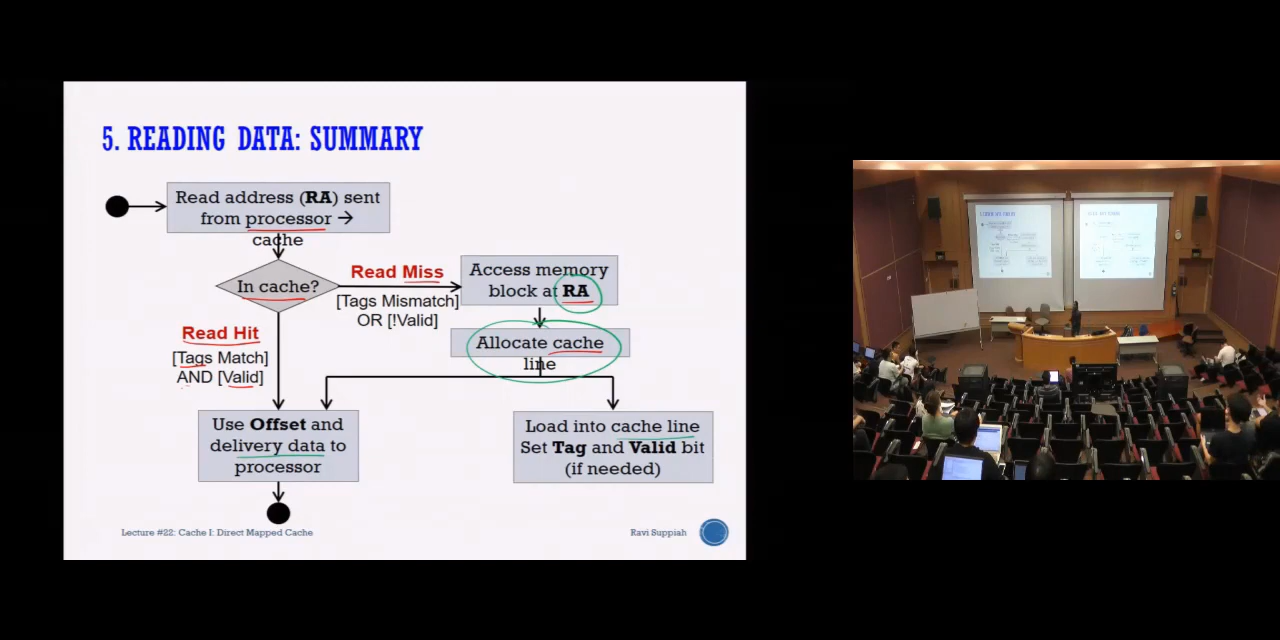 5. READING DATA: SUMMARY
Read address (RA) sent
from processor →
cache
In cache?
Read Miss
[Tags Mismatch]
OR [!Valid]
Access memory
block at RA
Read Hit
[Tags Match]
AND [Valid]
Allocate cache
line
Use Offset and
delivery data to
processor
Load into cache line
Set Tag and Valid bit
(if needed)
Lecture #22: Cache I: Direct Mapped Cache
Ravi Suppiah